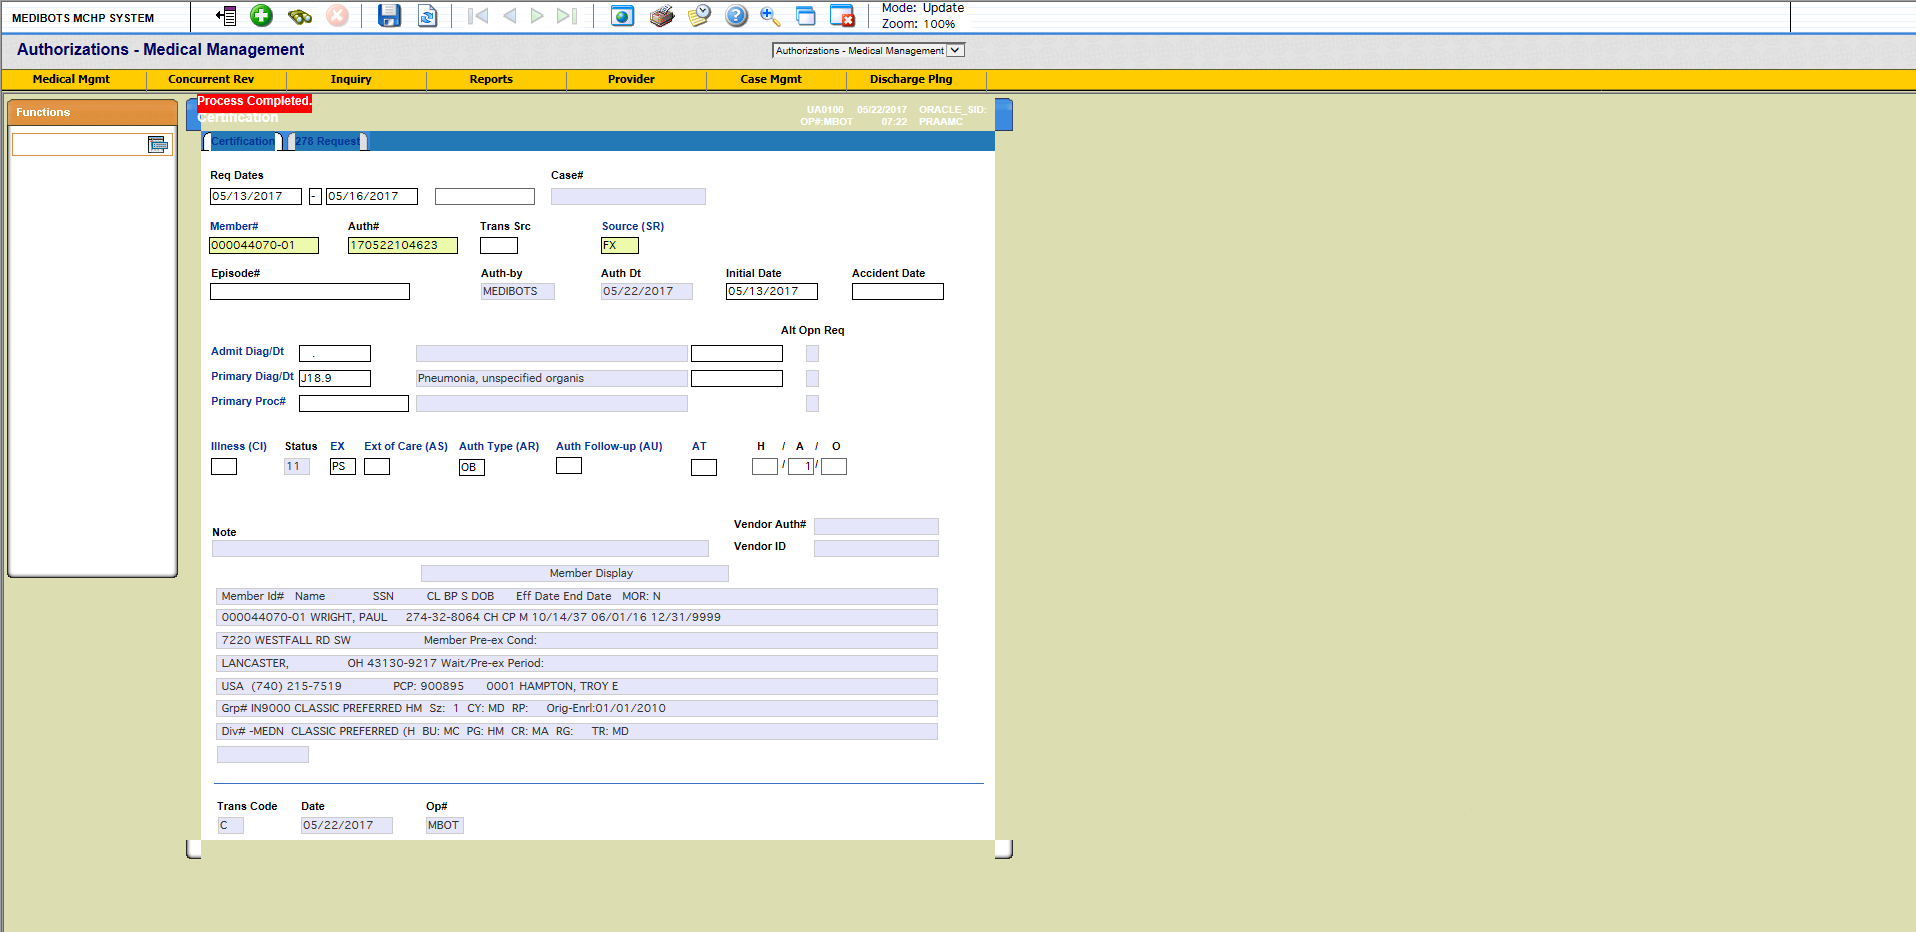 MEDIBOTS MCHP SYSTEM
Mode: Update
Zoom: 100%
Authorizations - Medical Management
Authorizations - Medical Management
Medical Mgmt Concurrent Rev Inquiry Reports Provider Case Mgmt Discharge Plng
Functions
Process Completed.
Certification
UA0100 05/22/2017 ORACLE_SID:
OP#:MBOT 07:22 PRAAMC
Certification 278 Request
Req Dates Case#
05/13/2017 - 05/16/2017
Member# Auth# Trans Src Source (SR)
000044070-01 170522104623 FX
Episode# Auth-by Auth Dt Initial Date Accident Date
MEDIBOTS 05/22/2017 05/13/2017
Alt Opn Req
Admit Diag/Dt .
Primary Diag/Dt J18.9 Pneumonia, unspecified organis
Primary Proc#
Illness (CI) Status EX Ext of Care (AS) Auth Type (AR) Auth Follow-up (AU) AT H / A / O
11 PS OB / 1 /
Vendor Auth#
Note
Vendor ID
Member Display
Member Id# Name SSN CL BP S DOB Eff Date End Date MOR: N
000044070-01 WRIGHT, PAUL 274-32-8064 CH CP M 10/14/37 06/01/16 12/31/9999
7220 WESTFALL RD SW Member Pre-ex Cond:
LANCASTER, OH 43130-9217 Wait/Pre-ex Period:
USA (740) 215-7519 PCP: 900895 0001 HAMPTON, TROY E
Grp# IN9000 CLASSIC PREFERRED HM Sz: 1 CY: MD RP: Orig-Enrl:01/01/2010
Div# -MEDN CLASSIC PREFERRED (H BU: MC PG: HM CR: MA RG: TR: MD
Trans Code Date Op#
C 05/22/2017 MBOT